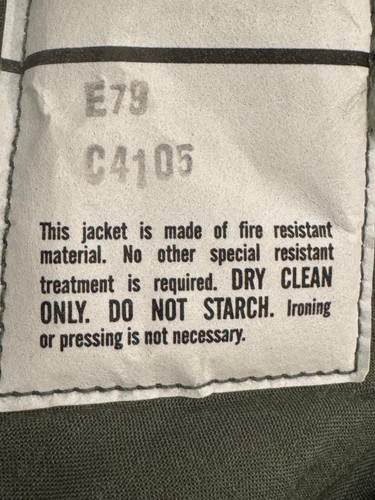 E79
C4105
This jacket is made of fire resistant
material. No other special resistant
treatment is required. DRY CLEAN
ONLY. DO NOT STARCH. Ironing
or pressing is not necessary.